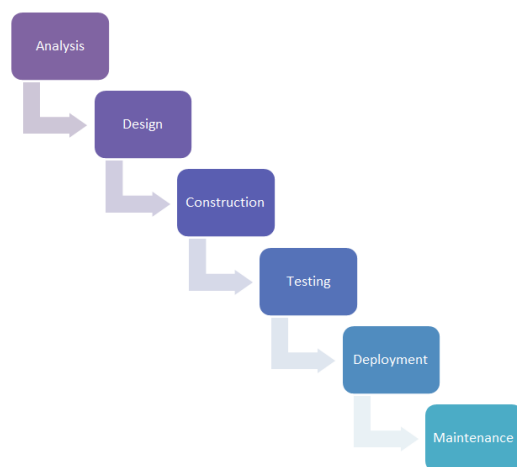 Analysis
Design
Construction
Testing
Deployment
Maintenance